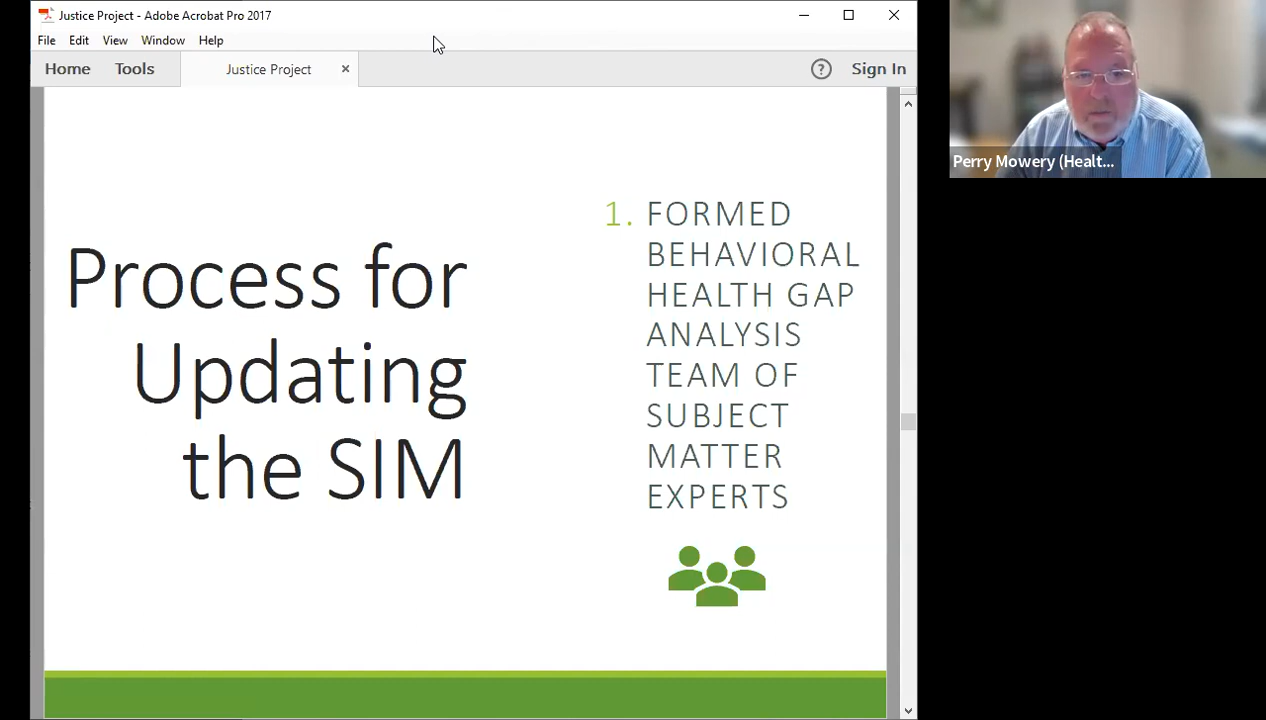 Justice Project - Adobe Acrobat Pro 2017
File Edit View Window Help
Home Tools Justice Project × ? Sign In
Process for
Updating
the SIM
1. FORMED
BEHAVIORAL
HEALTH GAP
ANALYSIS
TEAM OF
SUBJECT
MATTER
EXPERTS
Perry Mowery (Healt...